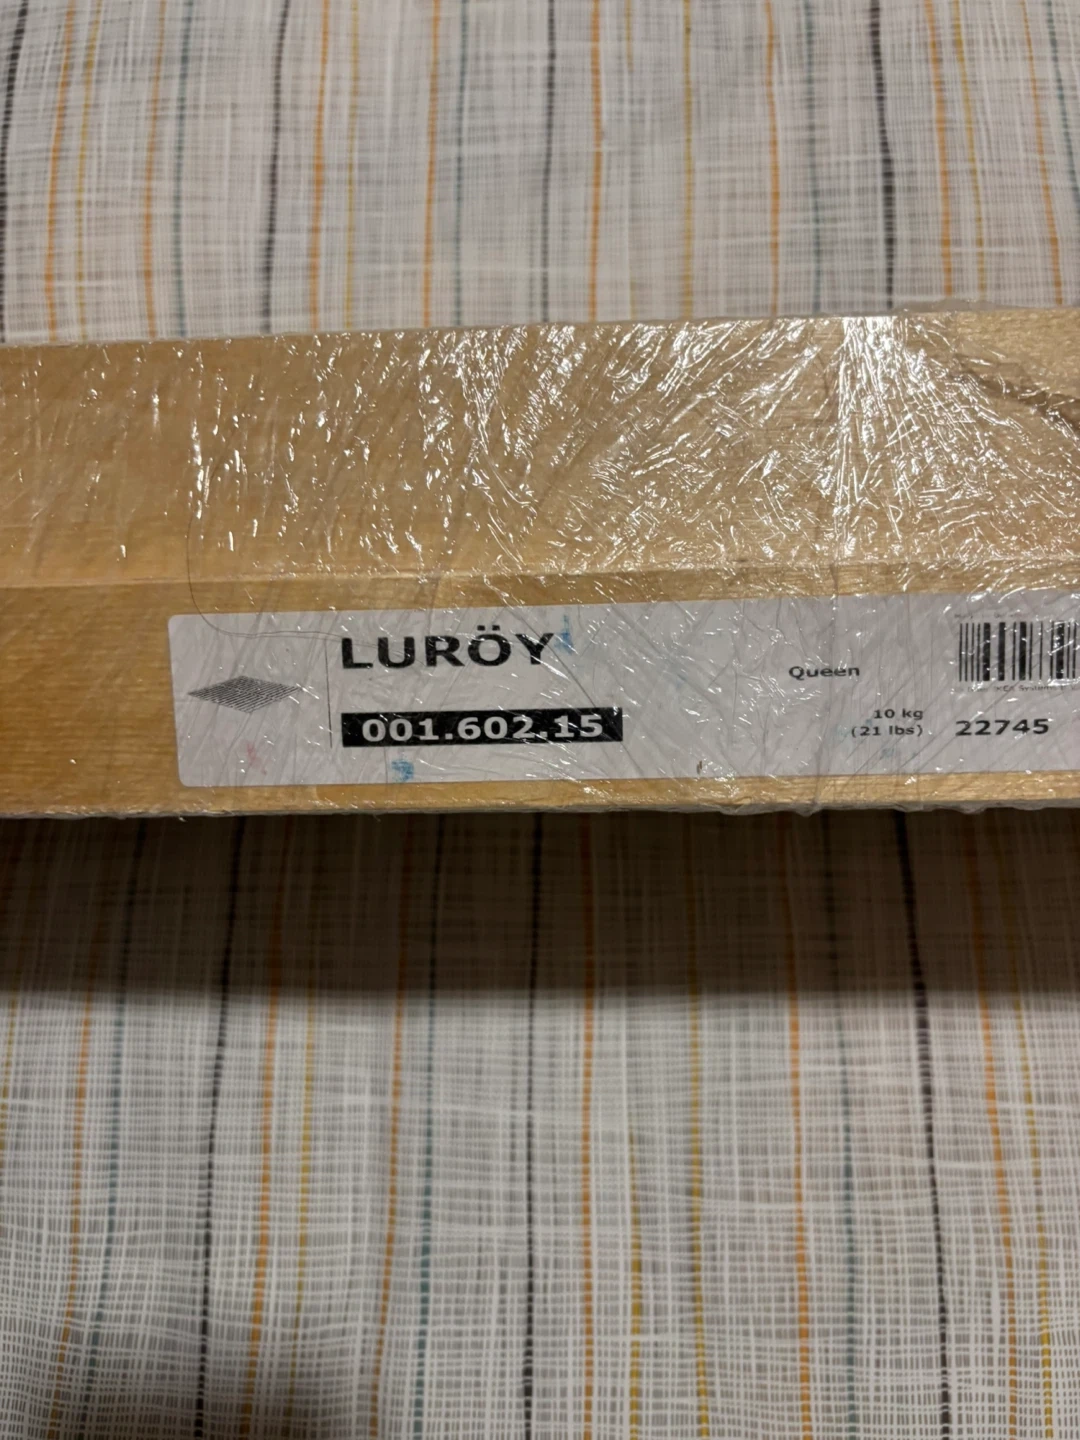 LURÖY
001.602.15
Queen
10 kg
(21 lbs)
22745